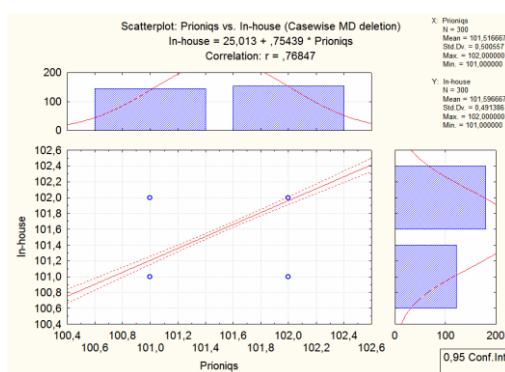 Scatterplot: Prioniqs vs. In-house (Casewise MD deletion)
In-house = 25,013 + ,75439 * Prioniqs
Correlation: r = ,76847
X: Prioniqs
N = 300
Mean = 101,516667
Std.Dv. = 0,500557
Max. = 102,000000
Min. = 101,000000
Y: In-house
N = 300
Mean = 101,596667
Std.Dv. = 0,491386
Max. = 102,000000
Min. = 101,000000
200
100
0
102,6
102,4
102,2
102,0
101,8
101,6
101,4
101,2
101,0
100,8
100,6
100,4
In-house
100,4 100,8 101,2 101,6 102,0 102,4
100,6 101,0 101,4 101,8 102,2 102,6
Prioniqs
0 100 200
0,95 Conf.Int